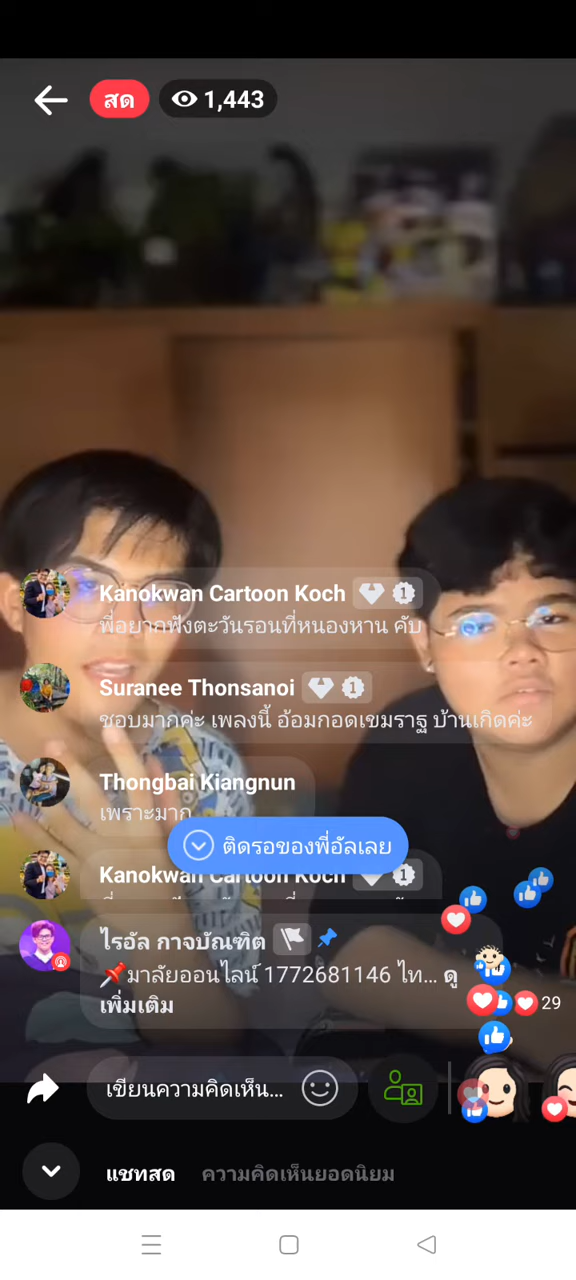 สด
1,443
Kanokwan Cartoon Koch 1
พี่อยากฟังตะวันรอนที่หนองหาน คับ
Suranee Thonsanoi 1
ชอบมากค่ะ เพลงนี้ อ้อมกอดเขมราฐ บ้านเกิดค่ะ
Thongbai Kiangnun
เพราะมาก
ติดรอของพี่อัลเลย
Kanokwan Cartoon Koch 1
ไรอัล กาจบัณฑิต
📌มาลัยออนไลน์ 1772681146 ไท... ดู
เพิ่มเติม
29
เขียนความคิดเห็น...
แชทสด ความคิดเห็นยอดนิยม